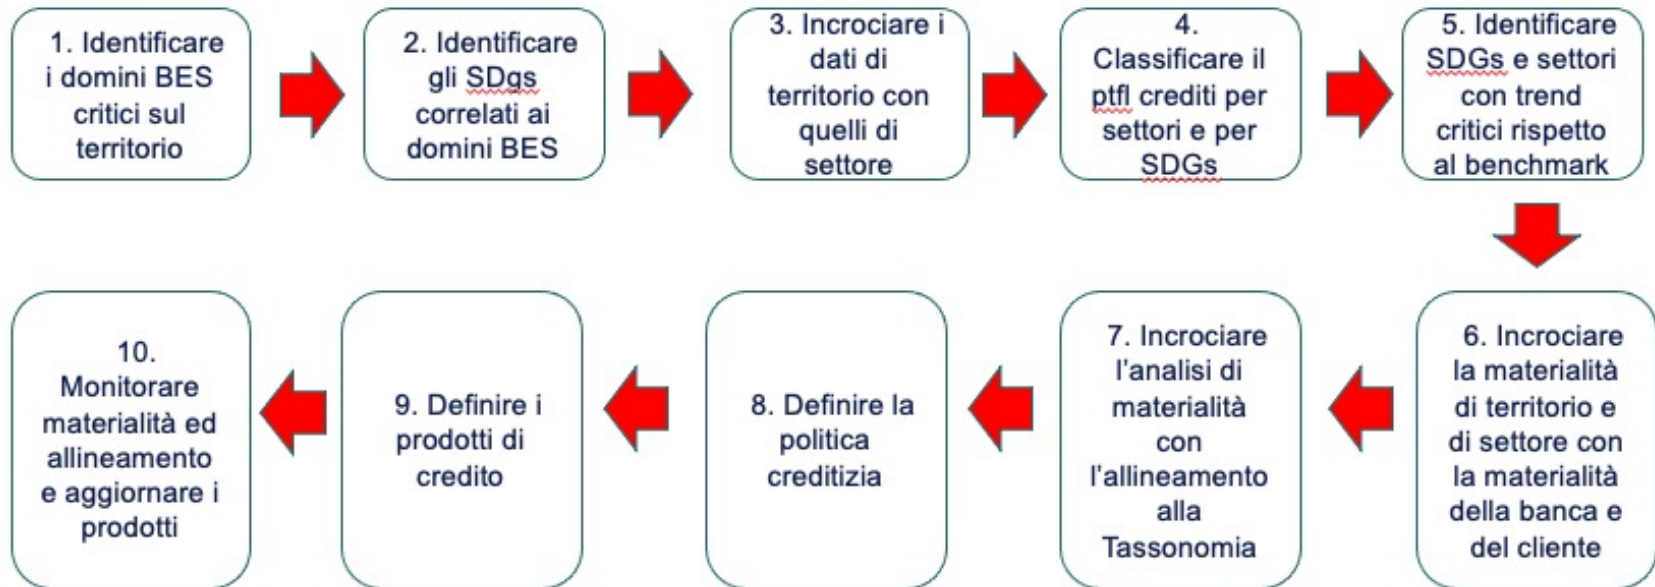 1. Identificare
i domini BES
critici sul
territorio
2. Identificare
gli SDgs
correlati ai
domini BES
3. Incrociare i
dati di
territorio con
quelli di
settore
4.
Classificare il
ptfl crediti per
settori e per
SDGs
5. Identificare
SDGs e settori
con trend
critici rispetto
al benchmark
6. Incrociare
la materialità
di territorio e
di settore con
la materialità
della banca e
del cliente
7. Incrociare
l'analisi di
materialità
con
l'allineamento
alla
Tassonomia
8. Definire la
politica
creditizia
9. Definire i
prodotti di
credito
10.
Monitorare
materialità ed
allineamento
e aggiornare i
prodotti